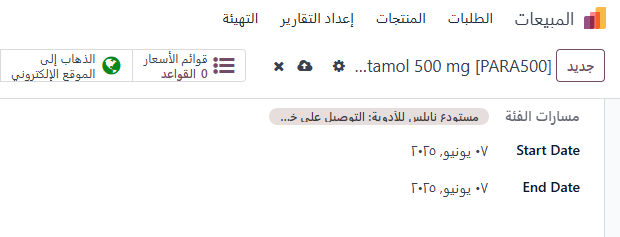 المبيعات الطلبات المنتجات إعداد التقارير التهيئة
جديد [PARA500] tamol 500 mg...
قوائم الأسعار
0 القواعد
الذهاب إلى
الموقع الإلكتروني
مسارات الفئة مستودع نابلس للأدوية: التوصيل على خ...
Start Date ٠٧ يونيو, ٢٠٢٥
End Date ٠٧ يونيو, ٢٠٢٥